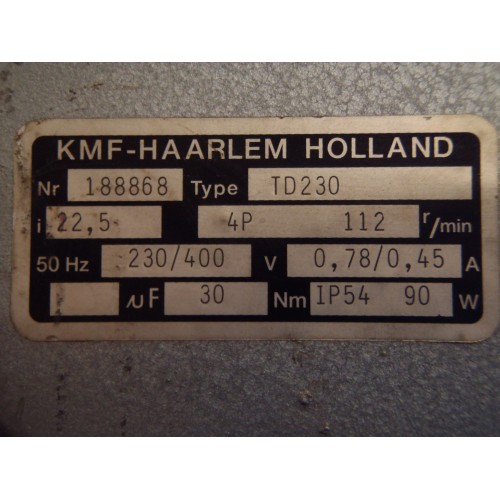 KMF-HAARLEM HOLLAND
Nr 188868 Type TD230
i 22,5 4P 112 r/min
50 Hz 230/400 V 0,78/0,45 A
µF 30 Nm IP54 90 W